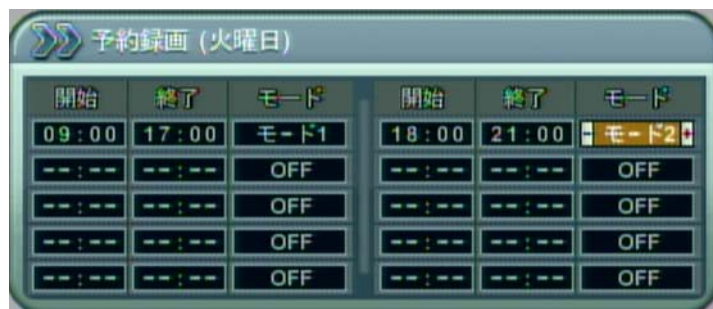 予約録画 (火曜日)
開始 終了 モード 開始 終了 モード
09:00 17:00 モード1 18:00 21:00 - モード2 +
--:-- --:-- OFF --:-- --:-- OFF
--:-- --:-- OFF --:-- --:-- OFF
--:-- --:-- OFF --:-- --:-- OFF
--:-- --:-- OFF --:-- --:-- OFF